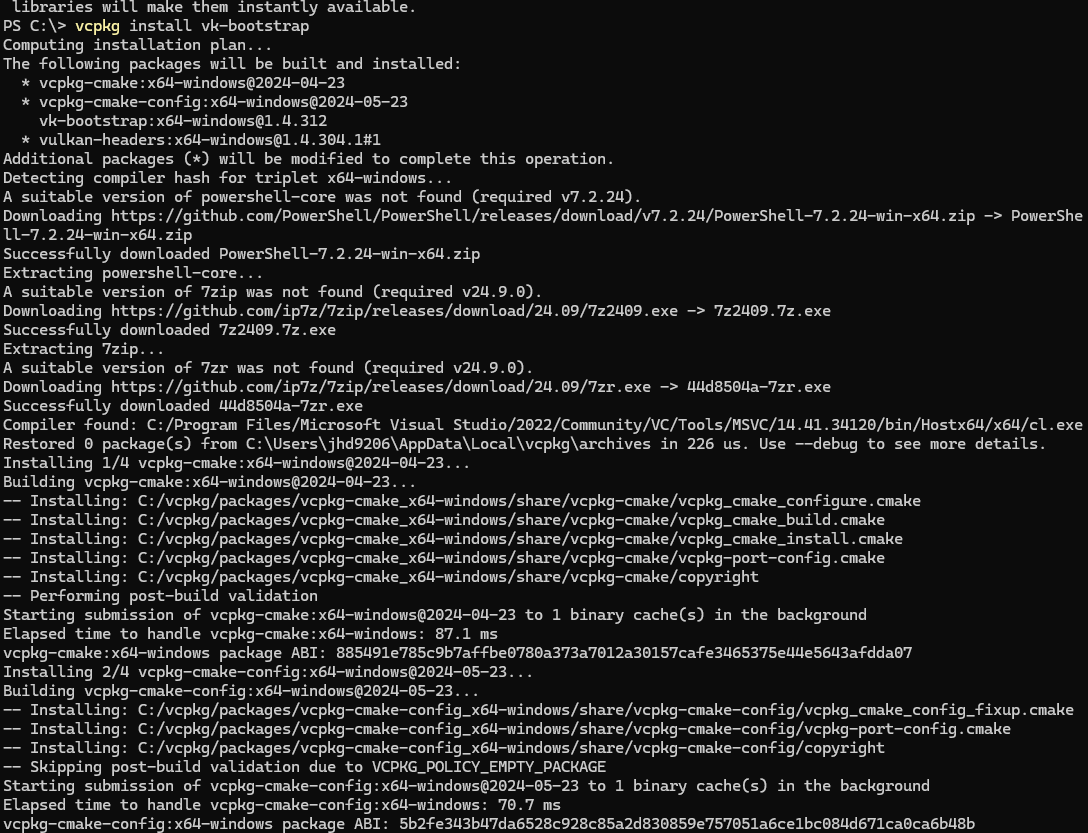 libraries will make them instantly available.
PS C:\> vcpkg install vk-bootstrap
Computing installation plan...
The following packages will be built and installed:
  * vcpkg-cmake:x64-windows@2024-04-23
  * vcpkg-cmake-config:x64-windows@2024-05-23
    vk-bootstrap:x64-windows@1.4.312
  * vulkan-headers:x64-windows@1.4.304.1#1
Additional packages (*) will be modified to complete this operation.
Detecting compiler hash for triplet x64-windows...
A suitable version of powershell-core was not found (required v7.2.24).
Downloading https://github.com/PowerShell/PowerShell/releases/download/v7.2.24/PowerShell-7.2.24-win-x64.zip -> PowerShe
ll-7.2.24-win-x64.zip
Successfully downloaded PowerShell-7.2.24-win-x64.zip
Extracting powershell-core...
A suitable version of 7zip was not found (required v24.9.0).
Downloading https://github.com/ip7z/7zip/releases/download/24.09/7z2409.exe -> 7z2409.7z.exe
Successfully downloaded 7z2409.7z.exe
Extracting 7zip...
A suitable version of 7zr was not found (required v24.9.0).
Downloading https://github.com/ip7z/7zip/releases/download/24.09/7zr.exe -> 44d8504a-7zr.exe
Successfully downloaded 44d8504a-7zr.exe
Compiler found: C:/Program Files/Microsoft Visual Studio/2022/Community/VC/Tools/MSVC/14.41.34120/bin/Hostx64/x64/cl.exe
Restored 0 package(s) from C:\Users\jhd9206\AppData\Local\vcpkg\archives in 226 us. Use --debug to see more details.
Installing 1/4 vcpkg-cmake:x64-windows@2024-04-23...
Building vcpkg-cmake:x64-windows@2024-04-23...
-- Installing: C:/vcpkg/packages/vcpkg-cmake_x64-windows/share/vcpkg-cmake/vcpkg_cmake_configure.cmake
-- Installing: C:/vcpkg/packages/vcpkg-cmake_x64-windows/share/vcpkg-cmake/vcpkg_cmake_build.cmake
-- Installing: C:/vcpkg/packages/vcpkg-cmake_x64-windows/share/vcpkg-cmake/vcpkg_cmake_install.cmake
-- Installing: C:/vcpkg/packages/vcpkg-cmake_x64-windows/share/vcpkg-cmake/vcpkg-port-config.cmake
-- Installing: C:/vcpkg/packages/vcpkg-cmake_x64-windows/share/vcpkg-cmake/copyright
-- Performing post-build validation
Starting submission of vcpkg-cmake:x64-windows@2024-04-23 to 1 binary cache(s) in the background
Elapsed time to handle vcpkg-cmake:x64-windows: 87.1 ms
vcpkg-cmake:x64-windows package ABI: 885491e785c9b7affbe0780a373a7012a30157cafe3465375e44e5643afdda07
Installing 2/4 vcpkg-cmake-config:x64-windows@2024-05-23...
Building vcpkg-cmake-config:x64-windows@2024-05-23...
-- Installing: C:/vcpkg/packages/vcpkg-cmake-config_x64-windows/share/vcpkg-cmake-config/vcpkg_cmake_config_fixup.cmake
-- Installing: C:/vcpkg/packages/vcpkg-cmake-config_x64-windows/share/vcpkg-cmake-config/vcpkg-port-config.cmake
-- Installing: C:/vcpkg/packages/vcpkg-cmake-config_x64-windows/share/vcpkg-cmake-config/copyright
-- Skipping post-build validation due to VCPKG_POLICY_EMPTY_PACKAGE
Starting submission of vcpkg-cmake-config:x64-windows@2024-05-23 to 1 binary cache(s) in the background
Elapsed time to handle vcpkg-cmake-config:x64-windows: 70.7 ms
vcpkg-cmake-config:x64-windows package ABI: 5b2fe343b47da6528c928c85a2d830859e757051a6ce1bc084d671ca0ca6b48b